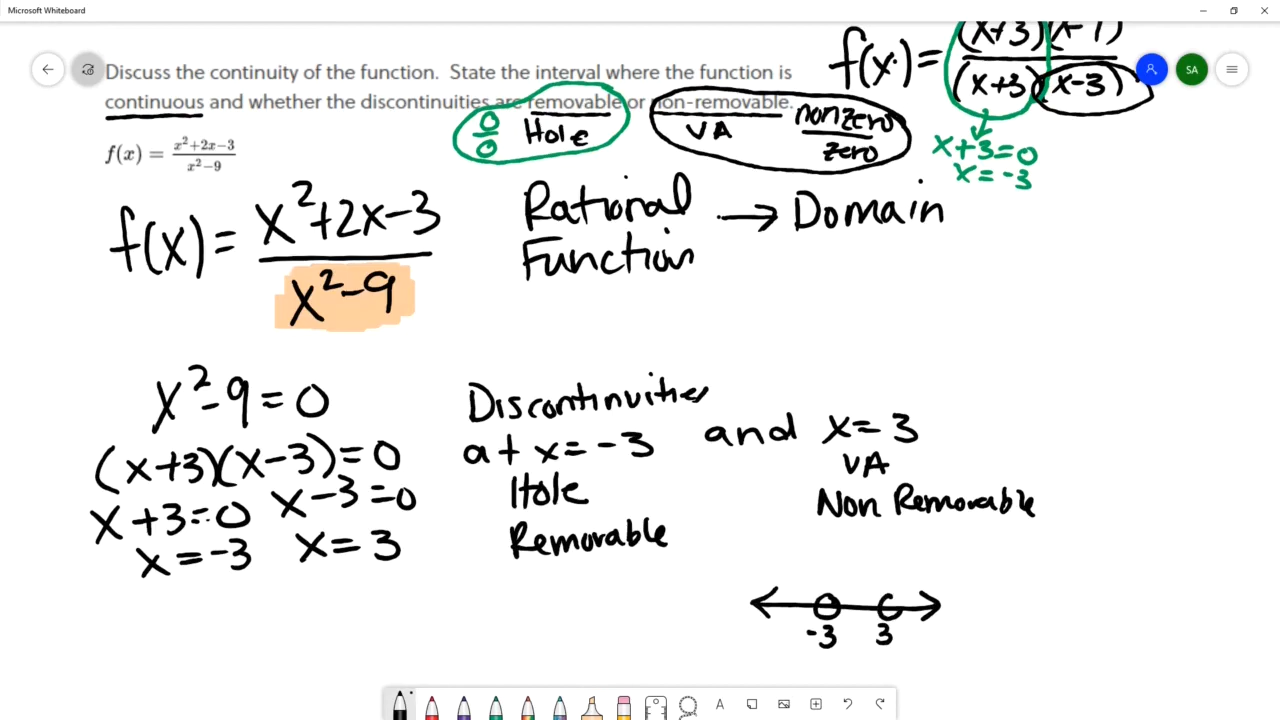 Microsoft Whiteboard
Discuss the continuity of the function. State the interval where the function is
continuous and whether the discontinuities are removable or non-removable.
f(x) = x²+2x−3 / x²−9
0/0 Hole
VA nonzero/zero
f(x) = (x+3)(x-1) / (x+3)(x-3)
x+3=0
x=-3
SA
f(x) = x²+2x-3 / x²-9
Rational
Function
→ Domain
x²-9=0
(x+3)(x-3)=0
x+3=0 x-3=0
x=-3 x=3
Discontinuities
at x=-3 and x=3
Hole VA
Removable Non Removable
-3 3
A